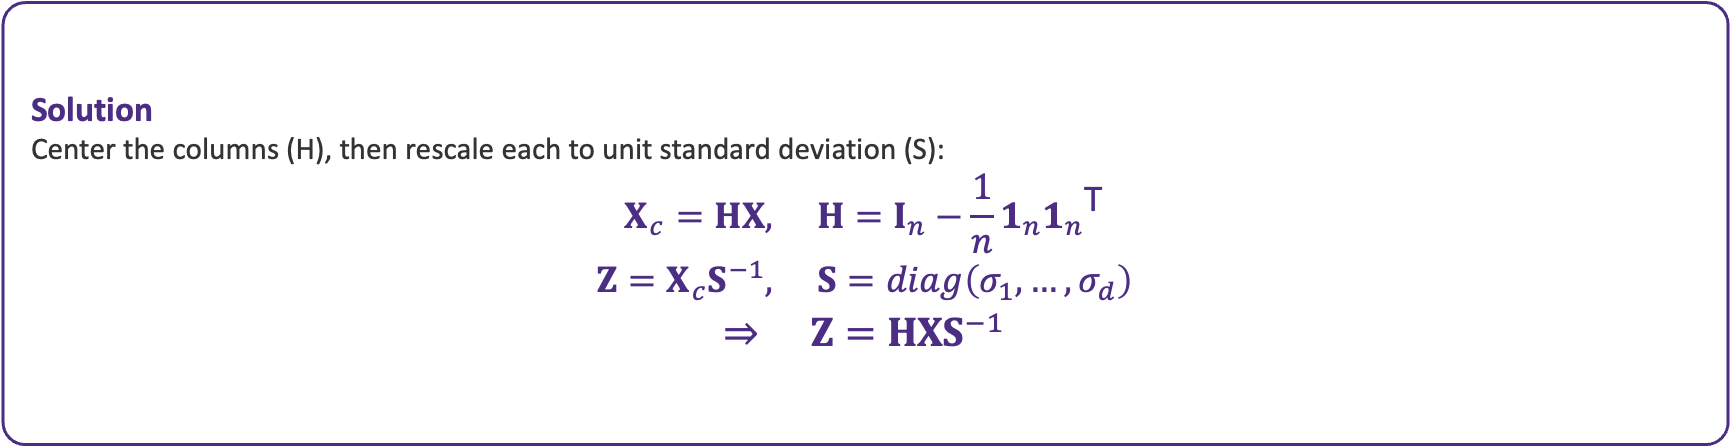 Solution
Center the columns (H), then rescale each to unit standard deviation (S):
𝐗_c = 𝐇𝐗, 𝐇 = 𝐈_n − \frac{1}{n} 𝟏_n 𝟏_n^⊤
𝐙 = 𝐗_c 𝐒^{−1}, 𝐒 = diag(σ_1, … , σ_d)
⇒ 𝐙 = 𝐇𝐗𝐒^{−1}